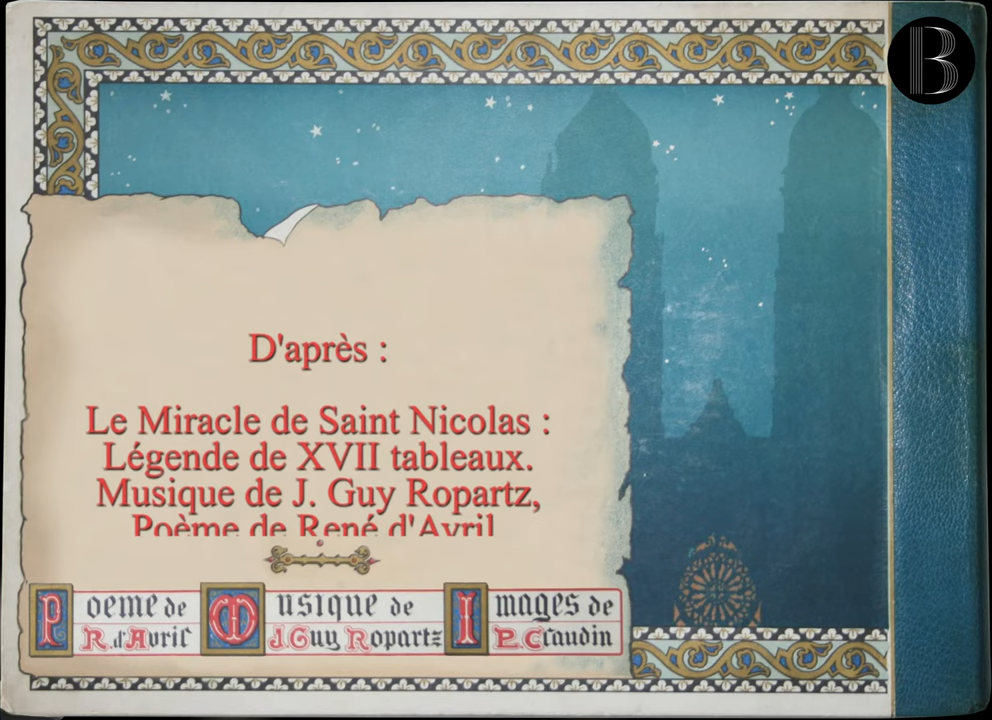 B
D'après :
Le Miracle de Saint Nicolas :
Légende de XVII tableaux.
Musique de J. Guy Ropartz,
Poème de René d'Avril
Poeme de
R. d'Avril
Musique de
J. Guy Ropartz
Images de
P. Claudin